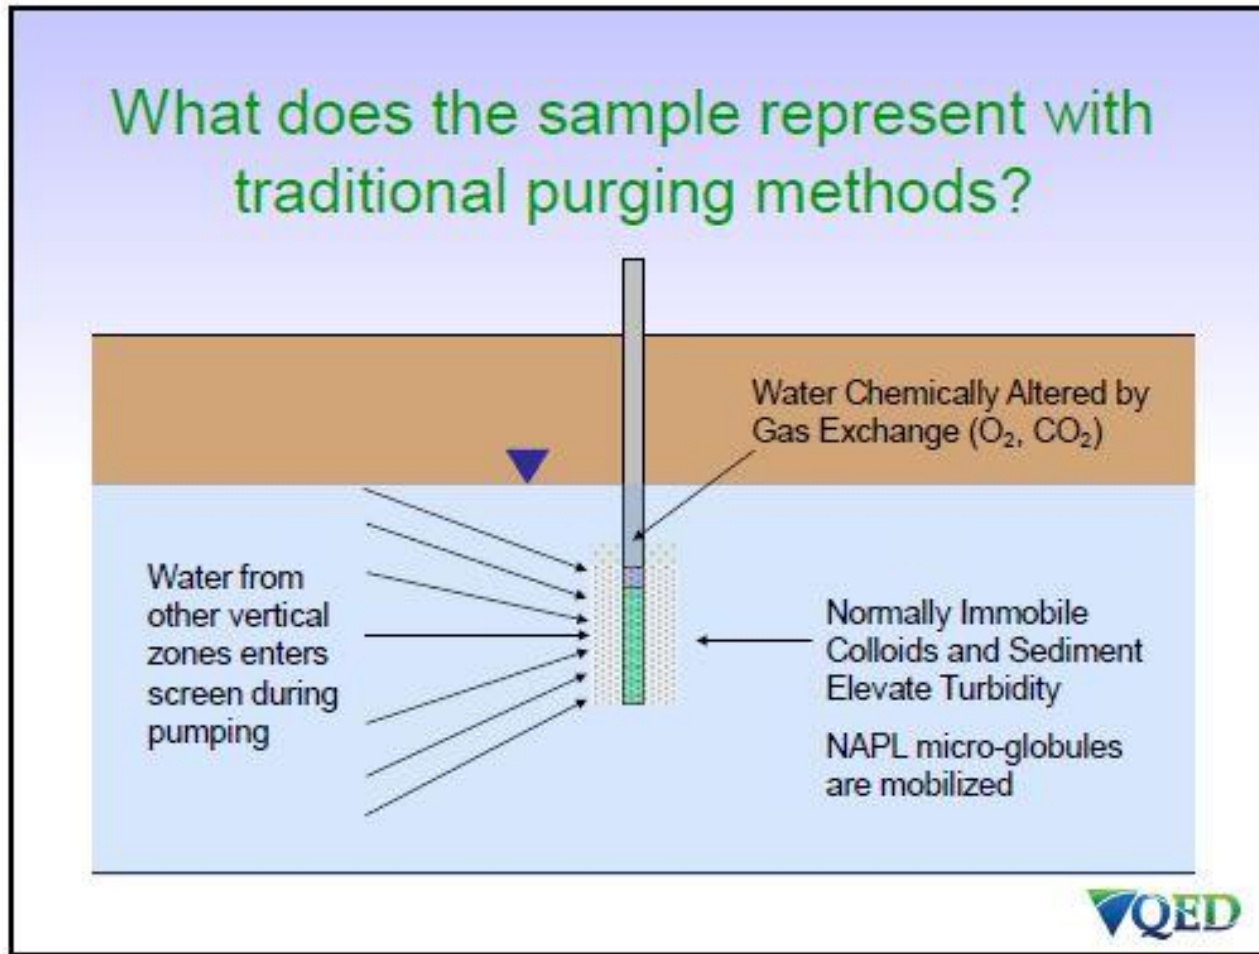 What does the sample represent with
traditional purging methods?
Water Chemically Altered by
Gas Exchange (O₂, CO₂)
Water from
other vertical
zones enters
screen during
pumping
Normally Immobile
Colloids and Sediment
Elevate Turbidity
NAPL micro-globules
are mobilized
QED